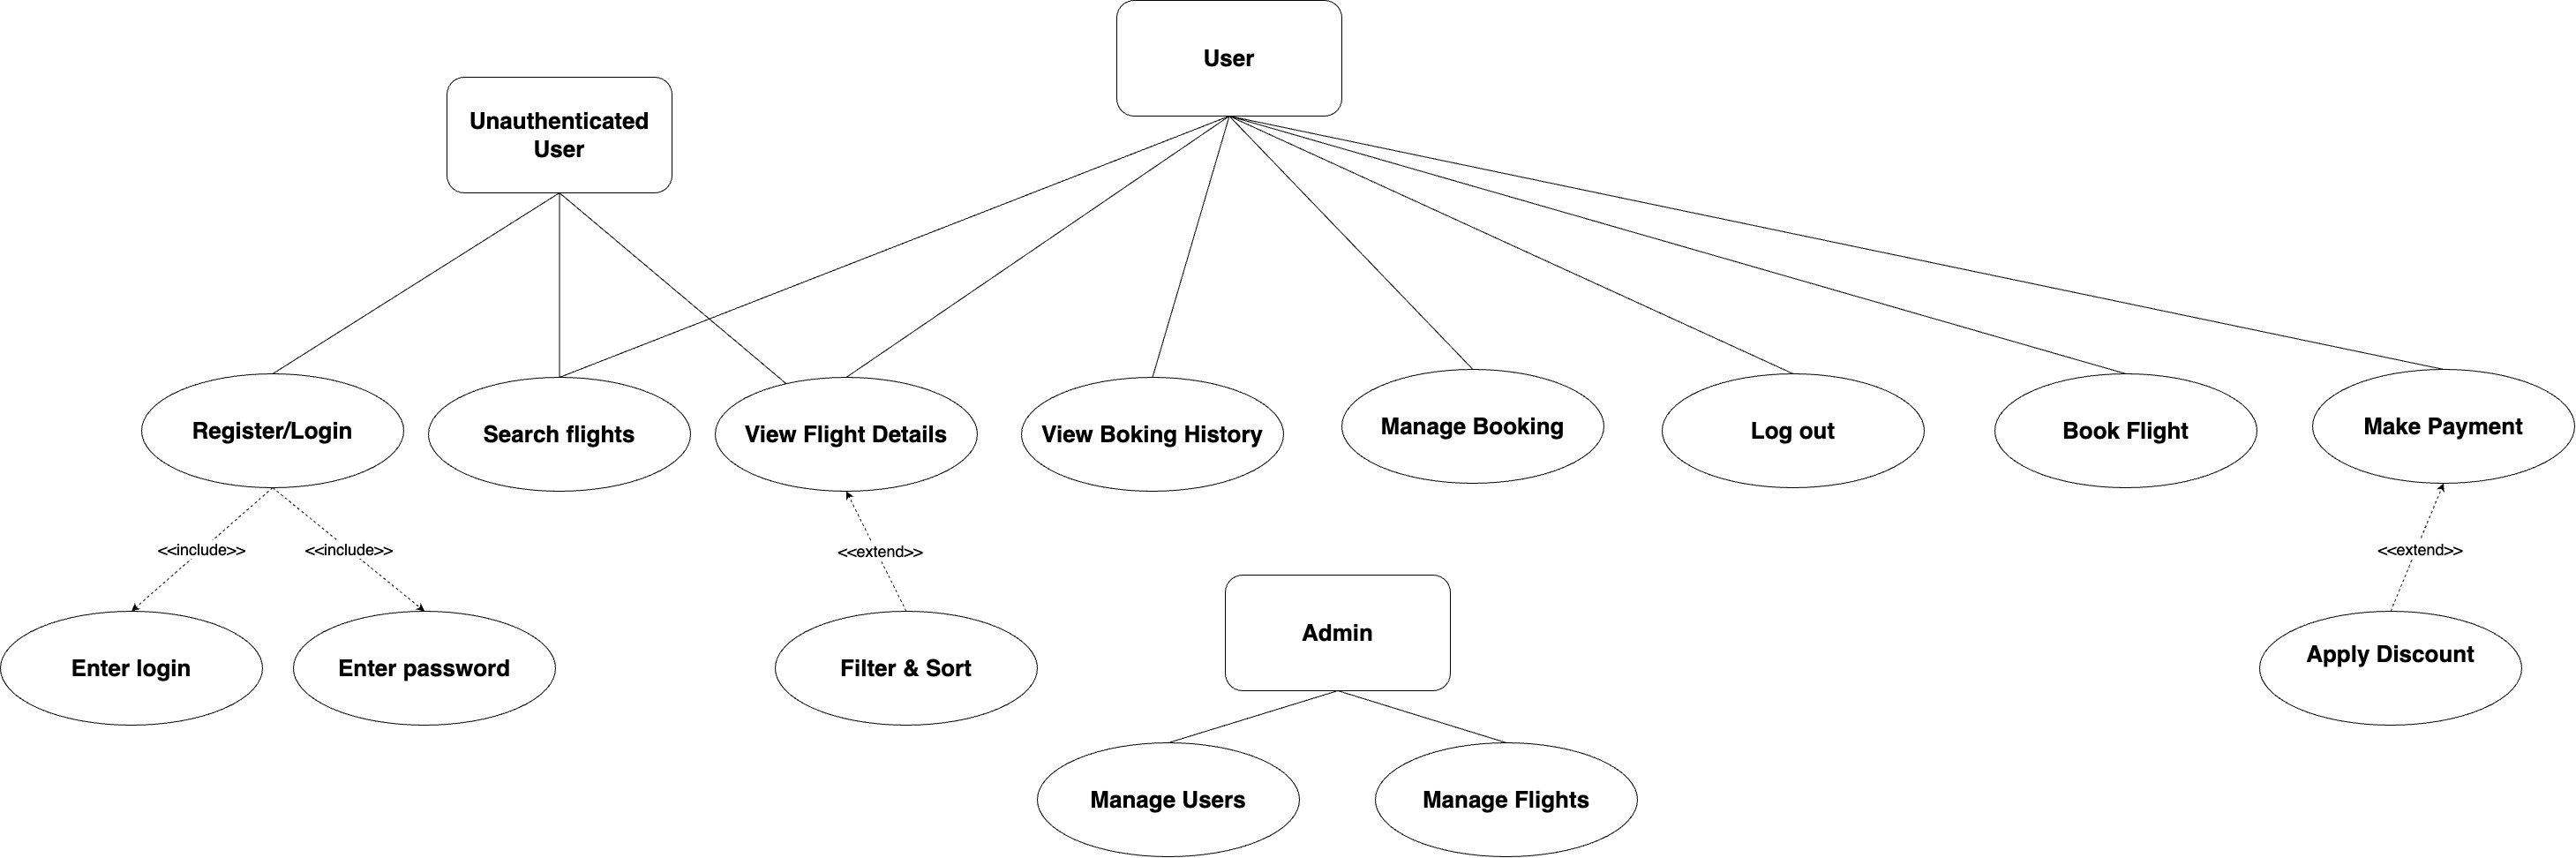 User
Unauthenticated
User
Register/Login
Search flights
View Flight Details
View Boking History
Manage Booking
Log out
Book Flight
Make Payment
<<include>>
<<include>>
<<extend>>
<<extend>>
Enter login
Enter password
Filter & Sort
Admin
Apply Discount
Manage Users
Manage Flights